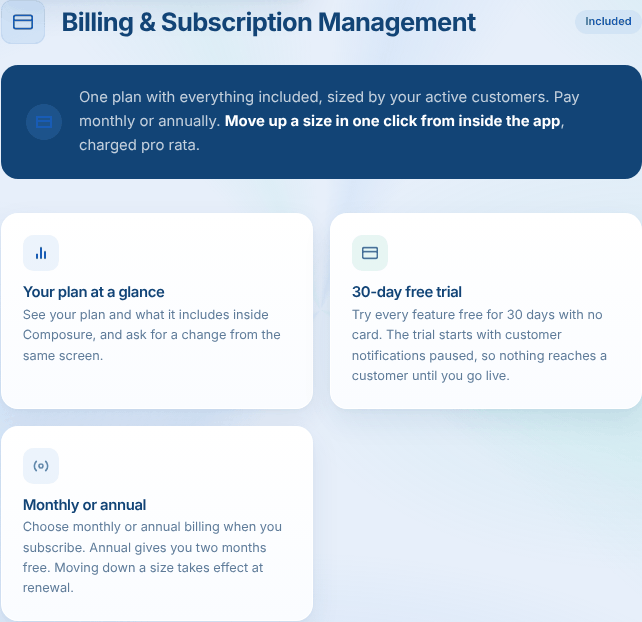 Billing & Subscription Management
Included
One plan with everything included, sized by your active customers. Pay
monthly or annually. Move up a size in one click from inside the app,
charged pro rata.
Your plan at a glance
See your plan and what it includes inside
Composure, and ask for a change from the
same screen.
30-day free trial
Try every feature free for 30 days with no
card. The trial starts with customer
notifications paused, so nothing reaches a
customer until you go live.
Monthly or annual
Choose monthly or annual billing when you
subscribe. Annual gives you two months
free. Moving down a size takes effect at
renewal.